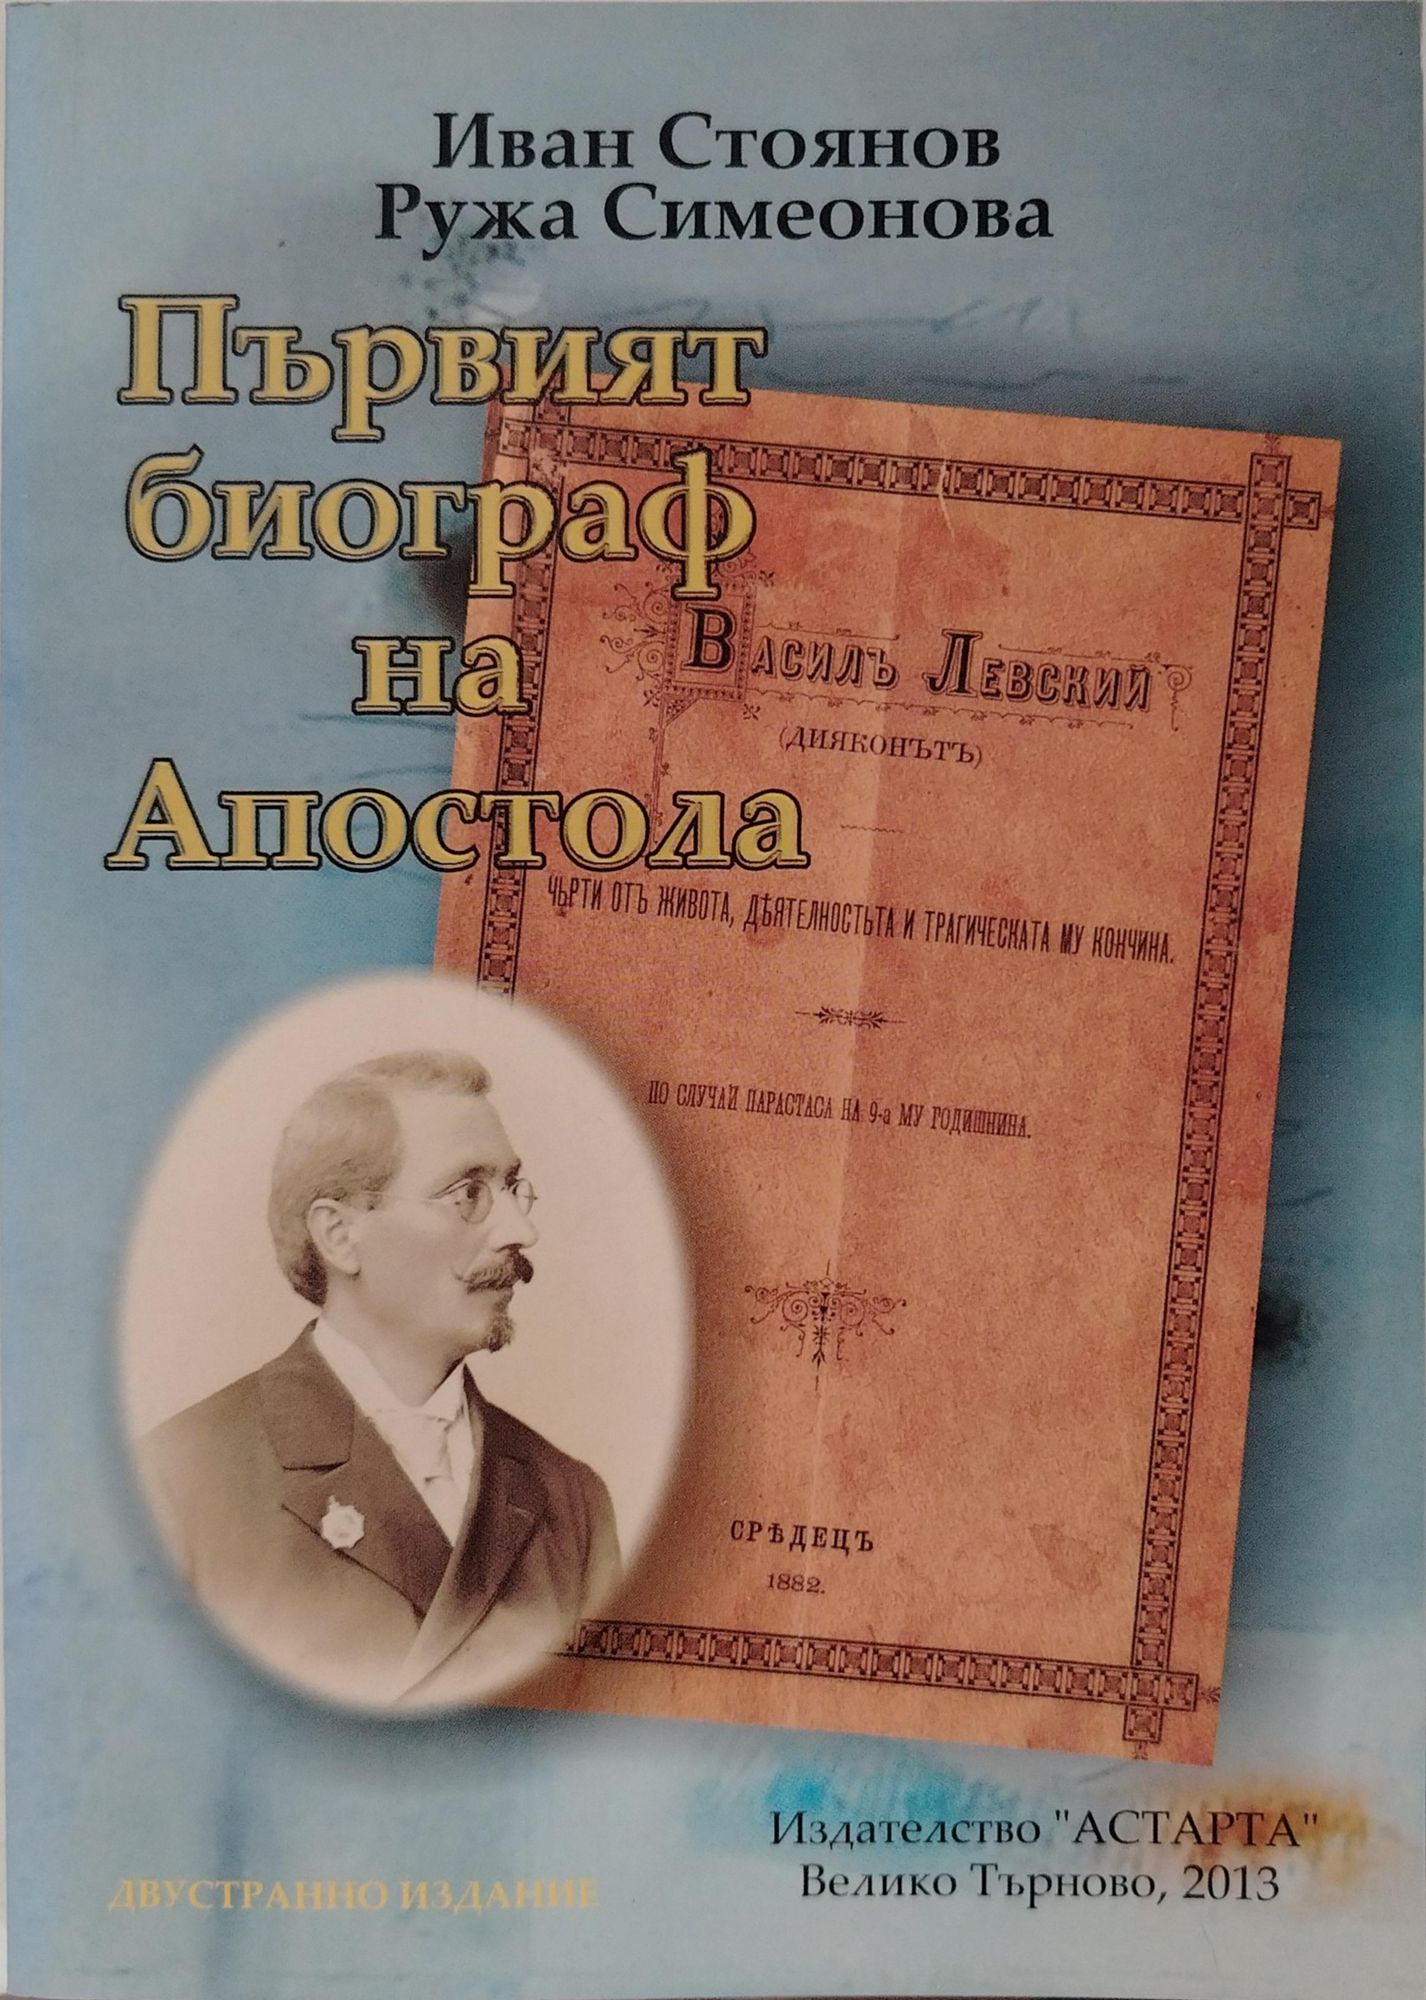 Иван Стоянов
Ружа Симеонова
Първият
биограф
на
Апостола
Василъ Левский
(ДИЯКОНЪТЪ)
ЧЬРТИ ОТЪ ЖИВОТА, ДѢЯТЕЛНОСТЬТА И ТРАГИЧЕСКАТА МУ КОНЧИНА.
ПО СЛУЧАЙ ПАРАСТАСА НА 9-а МУ ГОДИШНИНА.
СРѢДЕЦЪ
1882.
Издателство "АСТАРТА"
Велико Търново, 2013
ДВУСТРАННО ИЗДАНИЕ